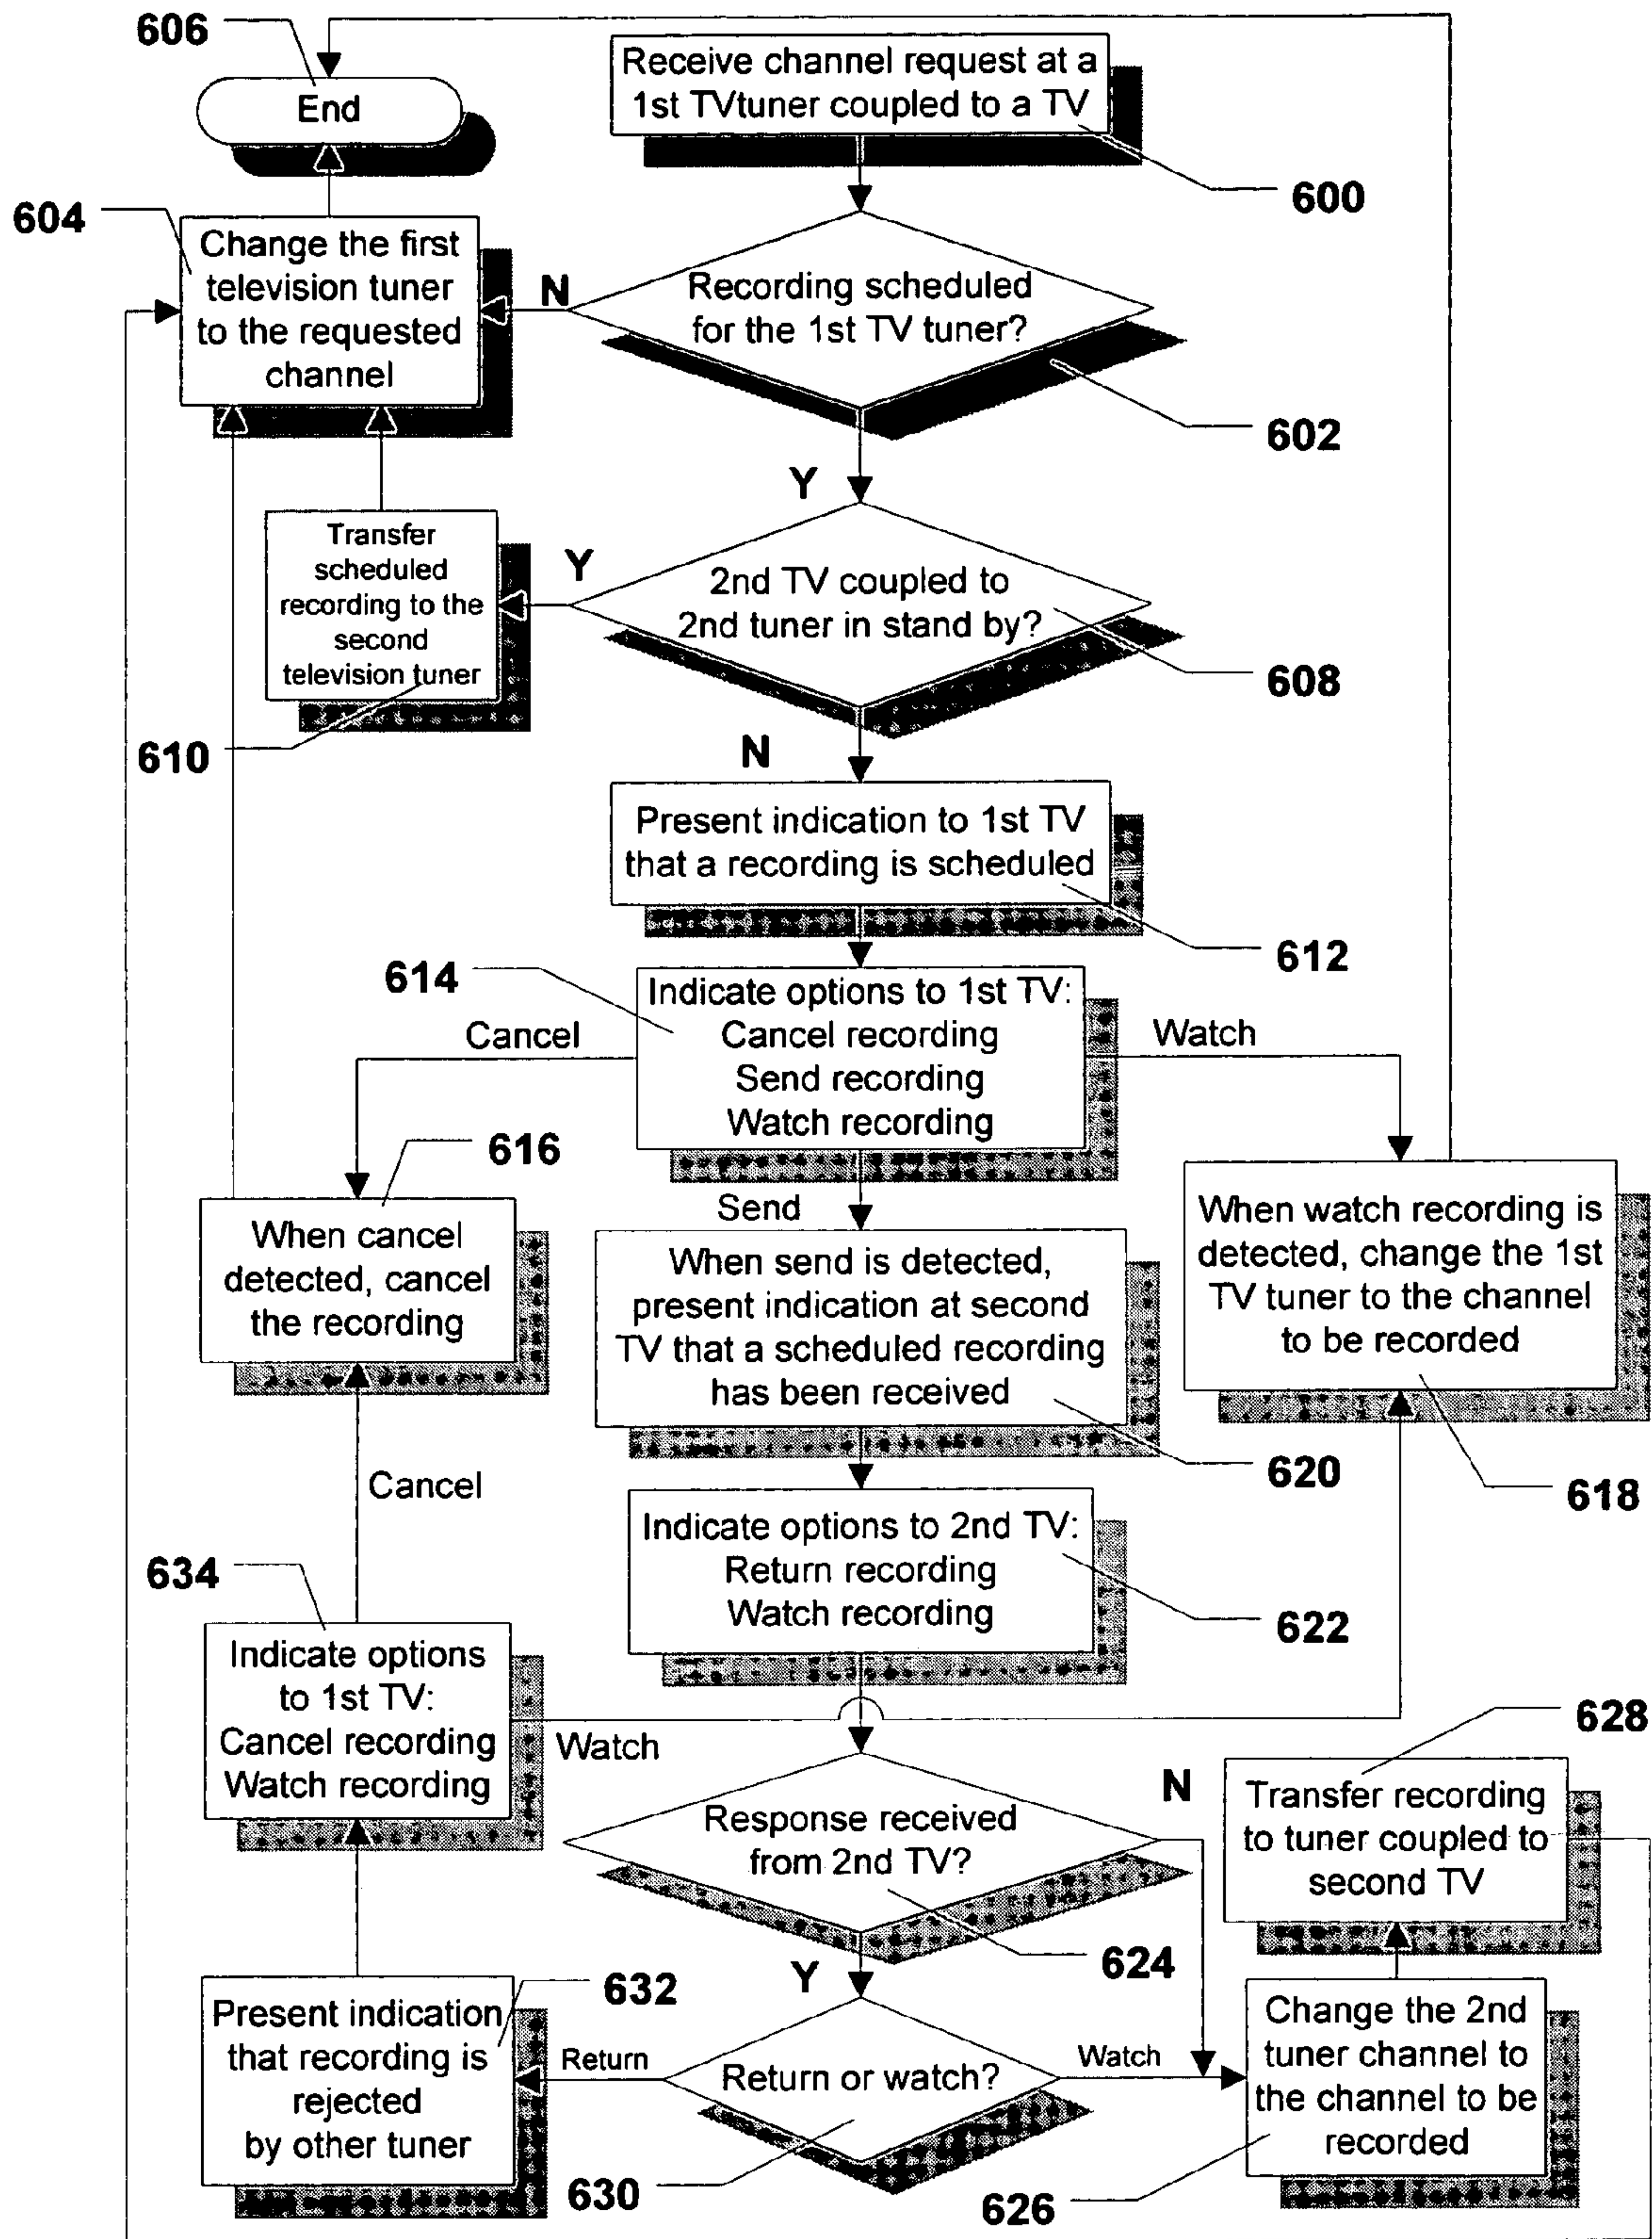 606
End
Receive channel request at a
1st TVtuner coupled to a TV
600
604
Change the first
television tuner
to the requested
channel
N
Recording scheduled
for the 1st TV tuner?
602
Y
Transfer
scheduled
recording to the
second
television tuner
610
Y
2nd TV coupled to
2nd tuner in stand by?
608
N
Present indication to 1st TV
that a recording is scheduled
612
614
Indicate options to 1st TV:
Cancel recording
Send recording
Watch recording
Cancel
Watch
616
When cancel
detected, cancel
the recording
Send
When send is detected,
present indication at second
TV that a scheduled recording
has been received
620
When watch recording is
detected, change the 1st
TV tuner to the channel
to be recorded
618
Cancel
Indicate options to 2nd TV:
Return recording
Watch recording
622
634
Indicate options
to 1st TV:
Cancel recording
Watch recording
Watch
Response received
from 2nd TV?
624
N
628
Transfer recording
to tuner coupled to
second TV
Y
632
Present indication
that recording is
rejected
by other tuner
Return
Return or watch?
630
Watch
Change the 2nd
tuner channel to
the channel to be
recorded
626